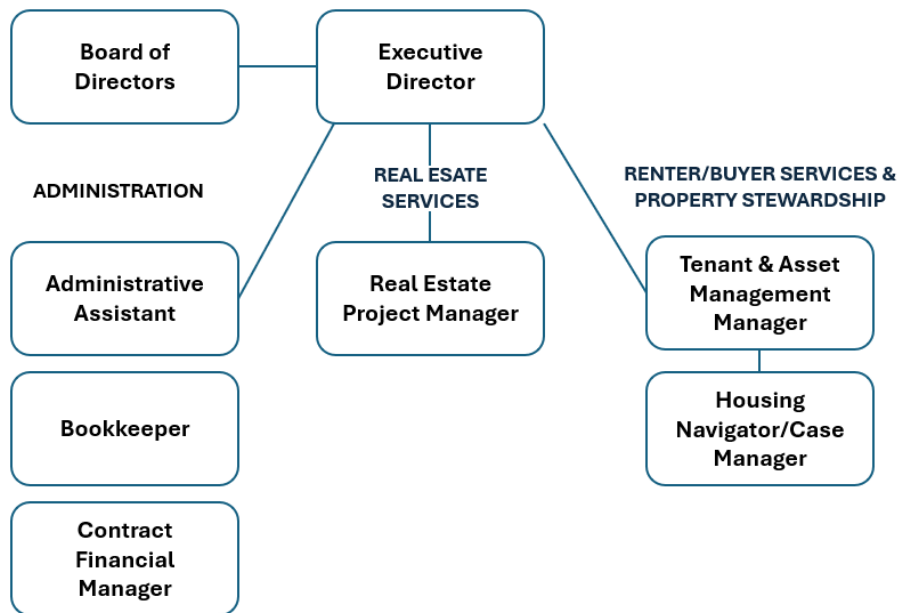 Board of
Directors
Executive
Director
ADMINISTRATION
REAL ESATE
SERVICES
RENTER/BUYER SERVICES &
PROPERTY STEWARDSHIP
Administrative
Assistant
Real Estate
Project Manager
Tenant & Asset
Management
Manager
Bookkeeper
Housing
Navigator/Case
Manager
Contract
Financial
Manager